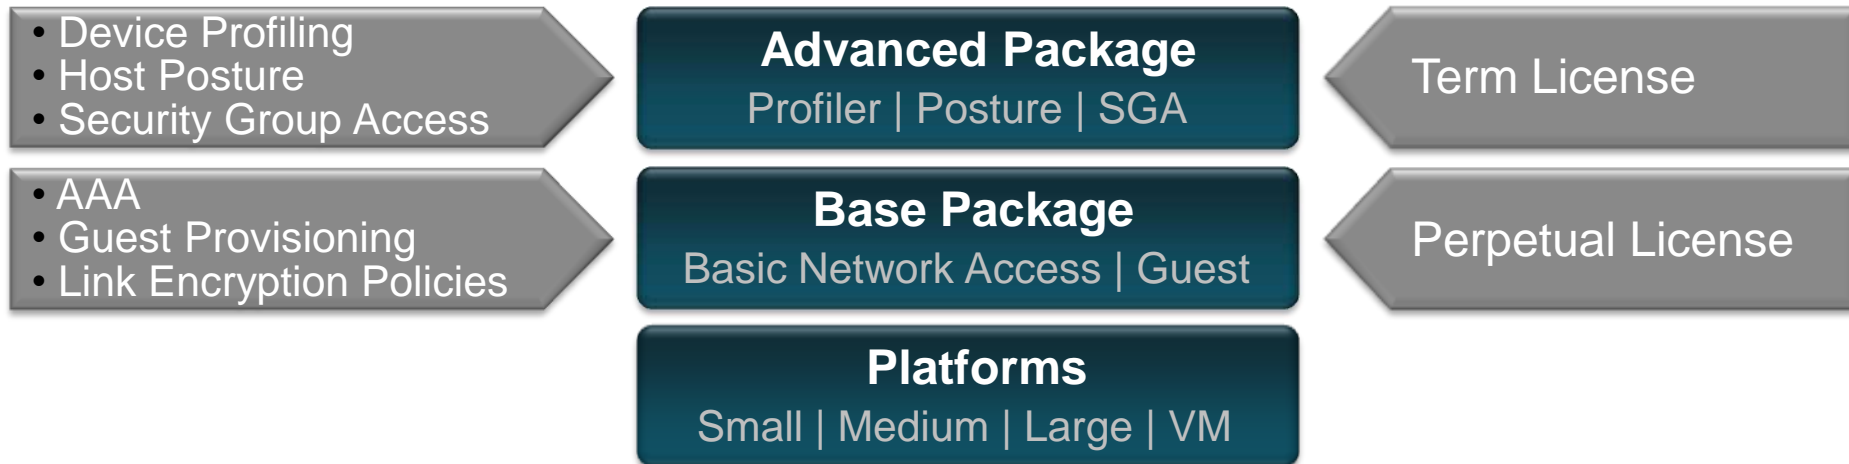 • Device Profiling
• Host Posture
• Security Group Access
Advanced Package
Profiler | Posture | SGA
Term License
• AAA
• Guest Provisioning
• Link Encryption Policies
Base Package
Basic Network Access | Guest
Perpetual License
Platforms
Small | Medium | Large | VM